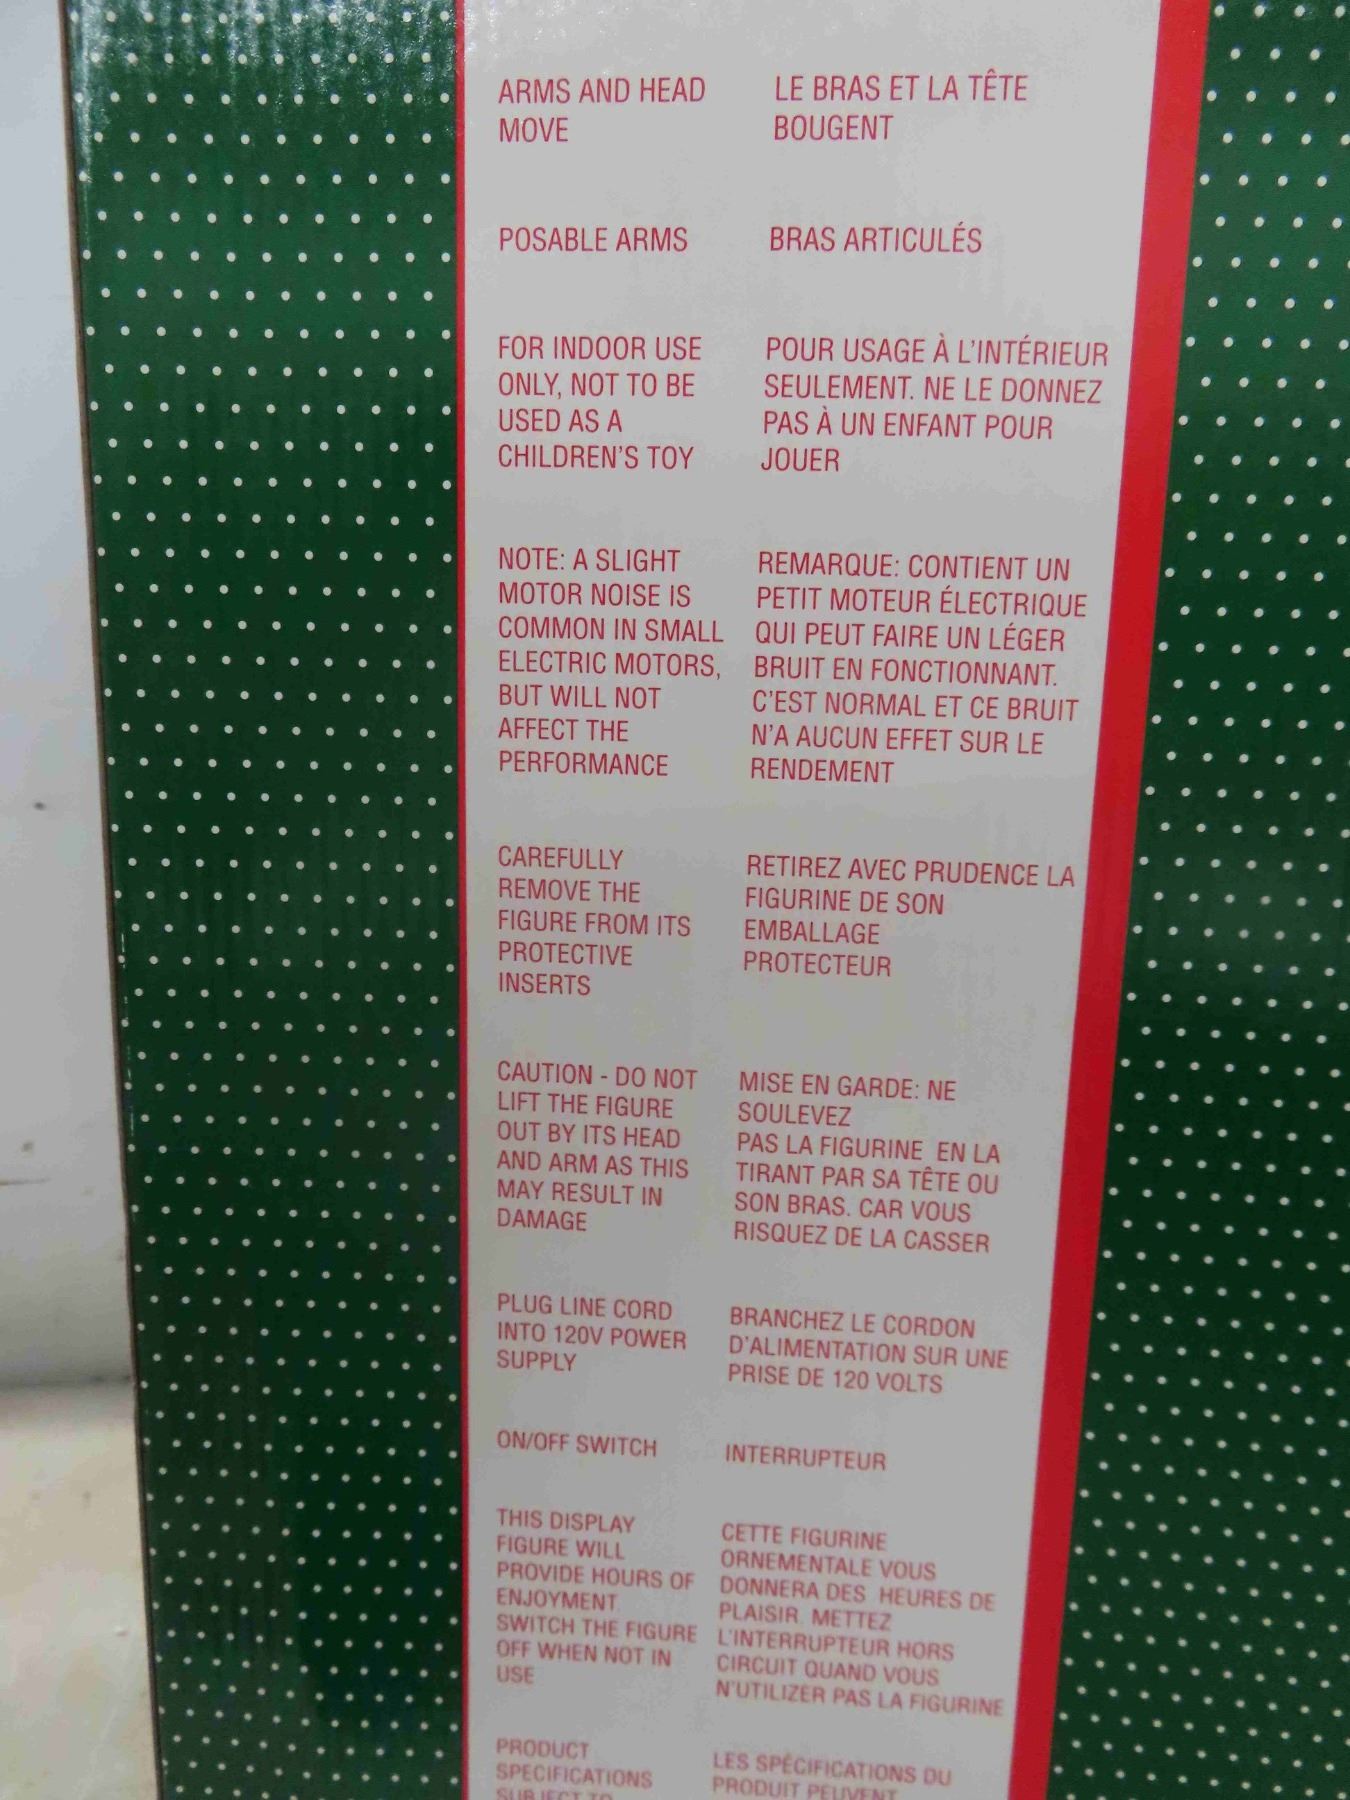 ARMS AND HEAD
MOVE
LE BRAS ET LA TÊTE
BOUGENT
POSABLE ARMS
BRAS ARTICULÉS
FOR INDOOR USE
ONLY, NOT TO BE
USED AS A
CHILDREN'S TOY
POUR USAGE À L'INTÉRIEUR
SEULEMENT. NE LE DONNEZ
PAS À UN ENFANT POUR
JOUER
NOTE: A SLIGHT
MOTOR NOISE IS
COMMON IN SMALL
ELECTRIC MOTORS,
BUT WILL NOT
AFFECT THE
PERFORMANCE
REMARQUE: CONTIENT UN
PETIT MOTEUR ÉLECTRIQUE
QUI PEUT FAIRE UN LÉGER
BRUIT EN FONCTIONNANT.
C'EST NORMAL ET CE BRUIT
N'A AUCUN EFFET SUR LE
RENDEMENT
CAREFULLY
REMOVE THE
FIGURE FROM ITS
PROTECTIVE
INSERTS
RETIREZ AVEC PRUDENCE LA
FIGURINE DE SON
EMBALLAGE
PROTECTEUR
CAUTION - DO NOT
LIFT THE FIGURE
OUT BY ITS HEAD
AND ARM AS THIS
MAY RESULT IN
DAMAGE
MISE EN GARDE: NE
SOULEVEZ
PAS LA FIGURINE EN LA
TIRANT PAR SA TÊTE OU
SON BRAS. CAR VOUS
RISQUEZ DE LA CASSER
PLUG LINE CORD
INTO 120V POWER
SUPPLY
BRANCHEZ LE CORDON
D'ALIMENTATION SUR UNE
PRISE DE 120 VOLTS
ON/OFF SWITCH
INTERRUPTEUR
THIS DISPLAY
FIGURE WILL
PROVIDE HOURS OF
ENJOYMENT.
SWITCH THE FIGURE
OFF WHEN NOT IN
USE
CETTE FIGURINE
ORNEMENTALE VOUS
DONNERA DES HEURES DE
PLAISIR. METTEZ
L'INTERRUPTEUR HORS
CIRCUIT QUAND VOUS
N'UTILIZER PAS LA FIGURINE
PRODUCT
SPECIFICATIONS
SUBJECT TO
LES SPÉCIFICATIONS DU
PRODUIT PEUVENT